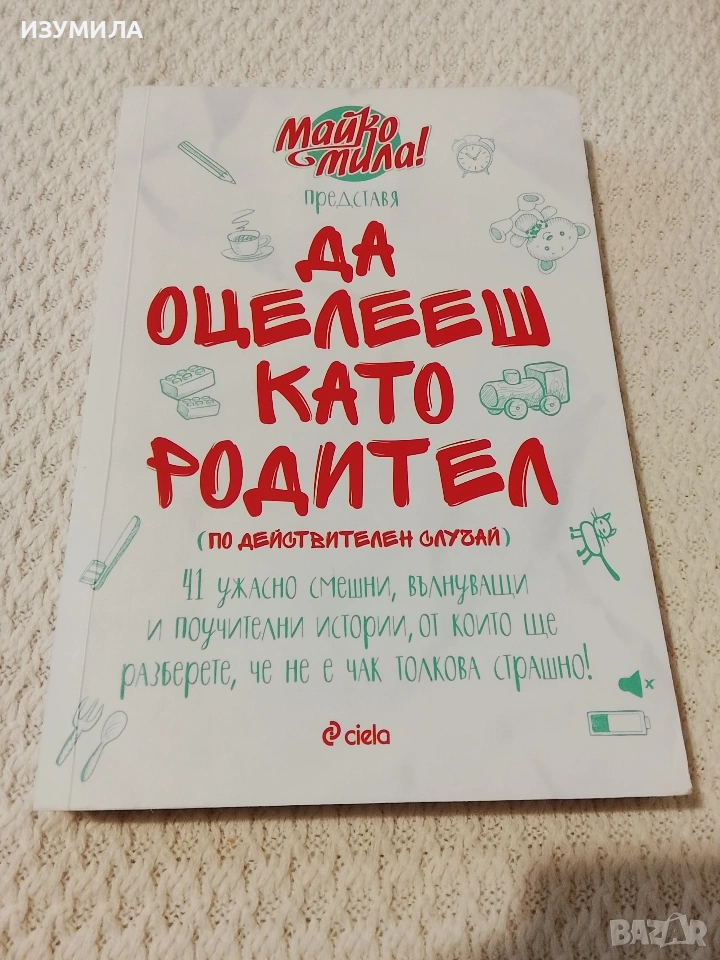 ИЗУМИЛА
Майко
мила!
представя
ДА
ОЦЕЛЕЕШ
КАТО
РОДИТЕЛ
(ПО ДЕЙСТВИТЕЛЕН СЛУЧАЙ)
41 УЖАСНО СМЕШНИ, ВЪЛНУВАЩИ
И ПОУЧИТЕЛНИ ИСТОРИИ, ОТ КОИТО ЩЕ
РАЗБЕРЕТЕ, ЧЕ НЕ Е ЧАК ТОЛКОВА СТРАШНО!
ciela
BAZAR